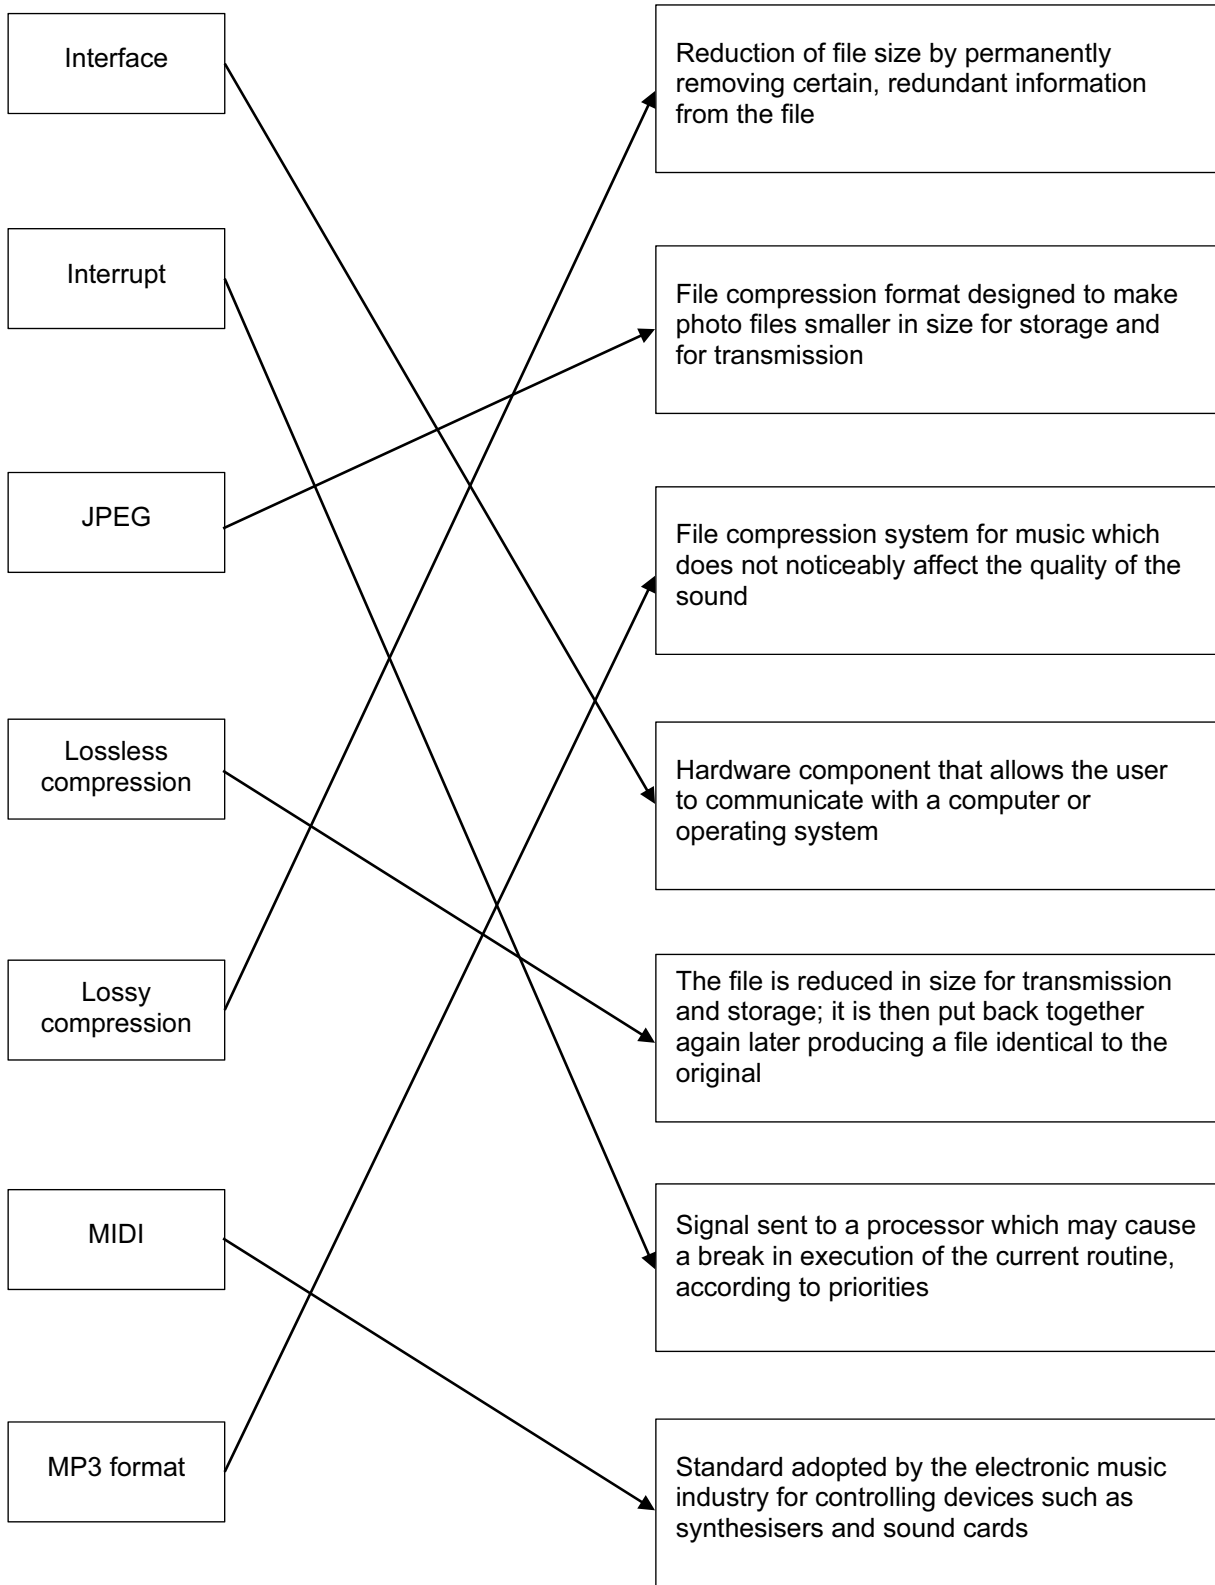 Interface
Reduction of file size by permanently
removing certain, redundant information
from the file
Interrupt
File compression format designed to make
photo files smaller in size for storage and
for transmission
JPEG
File compression system for music which
does not noticeably affect the quality of the
sound
Lossless
compression
Hardware component that allows the user
to communicate with a computer or
operating system
Lossy
compression
The file is reduced in size for transmission
and storage; it is then put back together
again later producing a file identical to the
original
MIDI
Signal sent to a processor which may cause
a break in execution of the current routine,
according to priorities
MP3 format
Standard adopted by the electronic music
industry for controlling devices such as
synthesisers and sound cards